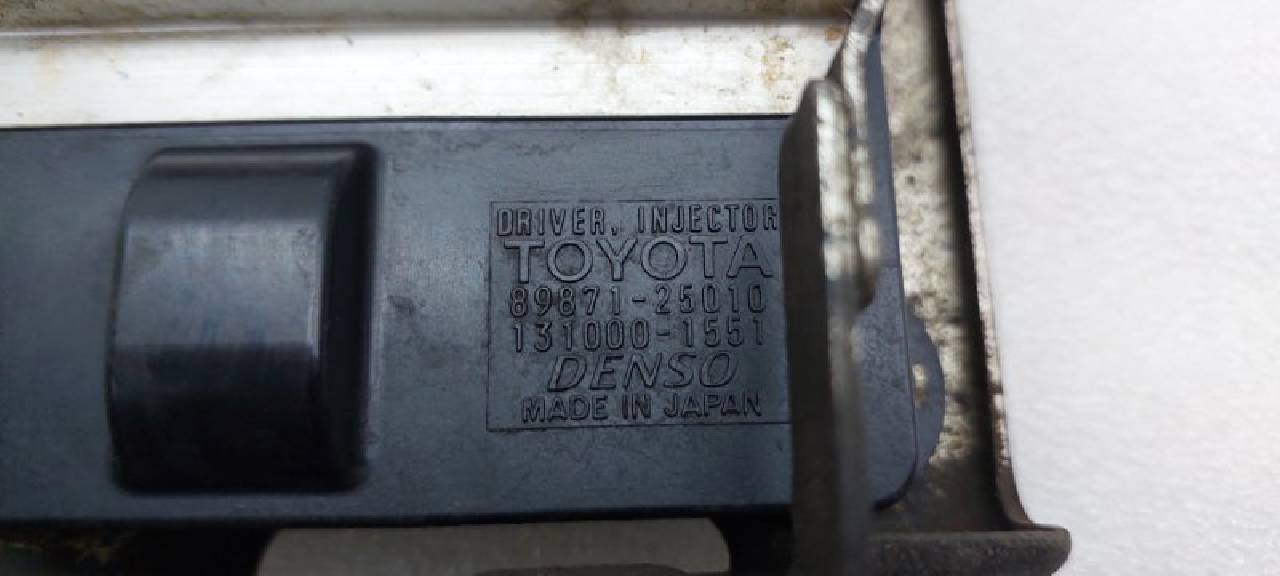 DRIVER, INJECTOR
TOYOTA
89871-25010
131000-1551
DENSO
MADE IN JAPAN